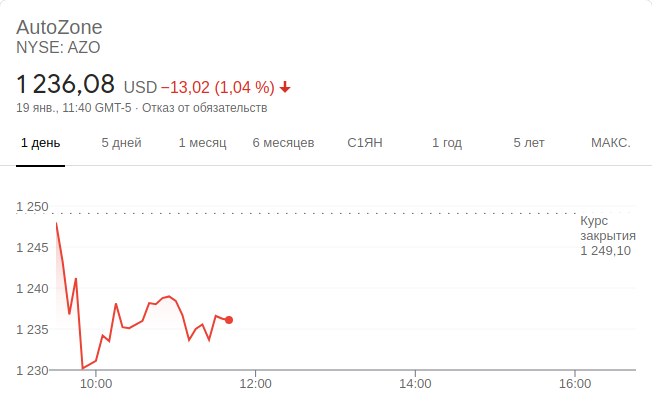 AutoZone
NYSE: AZO
1 236,08 USD −13,02 (1,04 %)
19 янв., 11:40 GMT-5 · Отказ от обязательств
1 день 5 дней 1 месяц 6 месяцев С1ЯН 1 год 5 лет МАКС.
1 250
Курс
закрытия
1 249,10
1 245
1 240
1 235
1 230
10:00 12:00 14:00 16:00